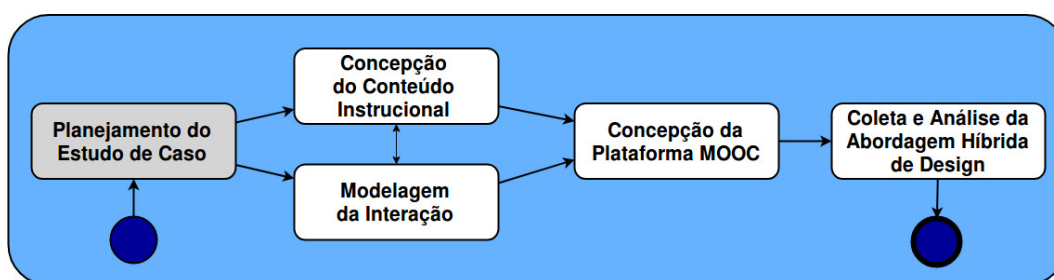 Planejamento do
Estudo de Caso
Concepção
do Conteúdo
Instrucional
Modelagem
da Interação
Concepção da
Plataforma MOOC
Coleta e Análise da
Abordagem Híbrida
de Design